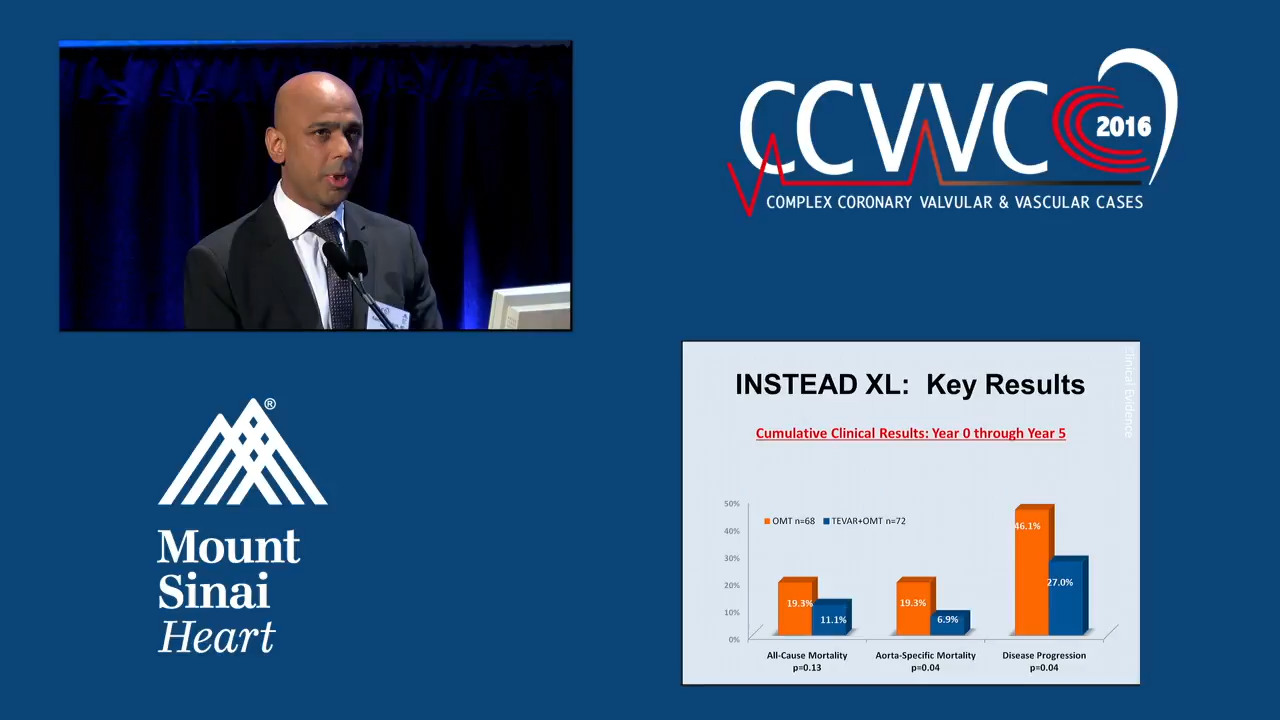 CCVVC
2016
COMPLEX CORONARY VALVULAR & VASCULAR CASES
Mount
Sinai
Heart
®
INSTEAD XL: Key Results
Clinical Evidence
Cumulative Clinical Results: Year 0 through Year 5
50%
40%
30%
20%
10%
0%
OMT n=68 TEVAR+OMT n=72
19.3% 11.1% 19.3% 6.9% 46.1% 27.0%
All-Cause Mortality Aorta-Specific Mortality Disease Progression
p=0.13 p=0.04 p=0.04